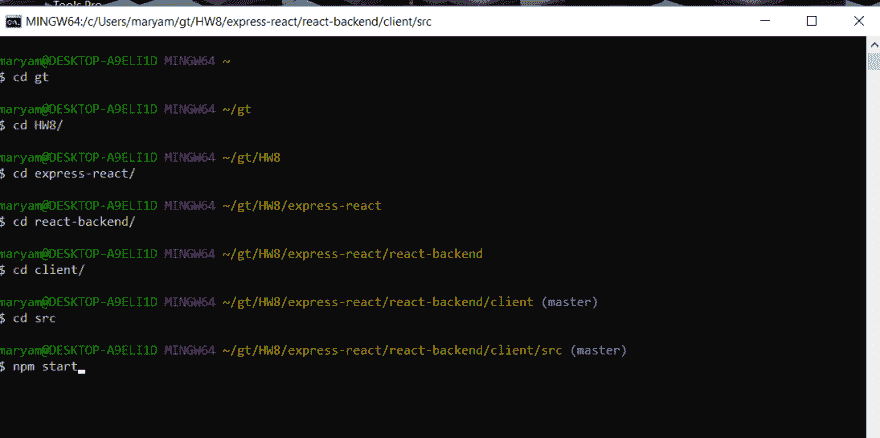 Tools Pro
MINGW64:/c/Users/maryam/gt/HW8/express-react/react-backend/client/src
maryam@DESKTOP-A9ELI1D MINGW64 ~
$ cd gt
maryam@DESKTOP-A9ELI1D MINGW64 ~/gt
$ cd HW8/
maryam@DESKTOP-A9ELI1D MINGW64 ~/gt/HW8
$ cd express-react/
maryam@DESKTOP-A9ELI1D MINGW64 ~/gt/HW8/express-react
$ cd react-backend/
maryam@DESKTOP-A9ELI1D MINGW64 ~/gt/HW8/express-react/react-backend
$ cd client/
maryam@DESKTOP-A9ELI1D MINGW64 ~/gt/HW8/express-react/react-backend/client (master)
$ cd src
maryam@DESKTOP-A9ELI1D MINGW64 ~/gt/HW8/express-react/react-backend/client/src (master)
$ npm start